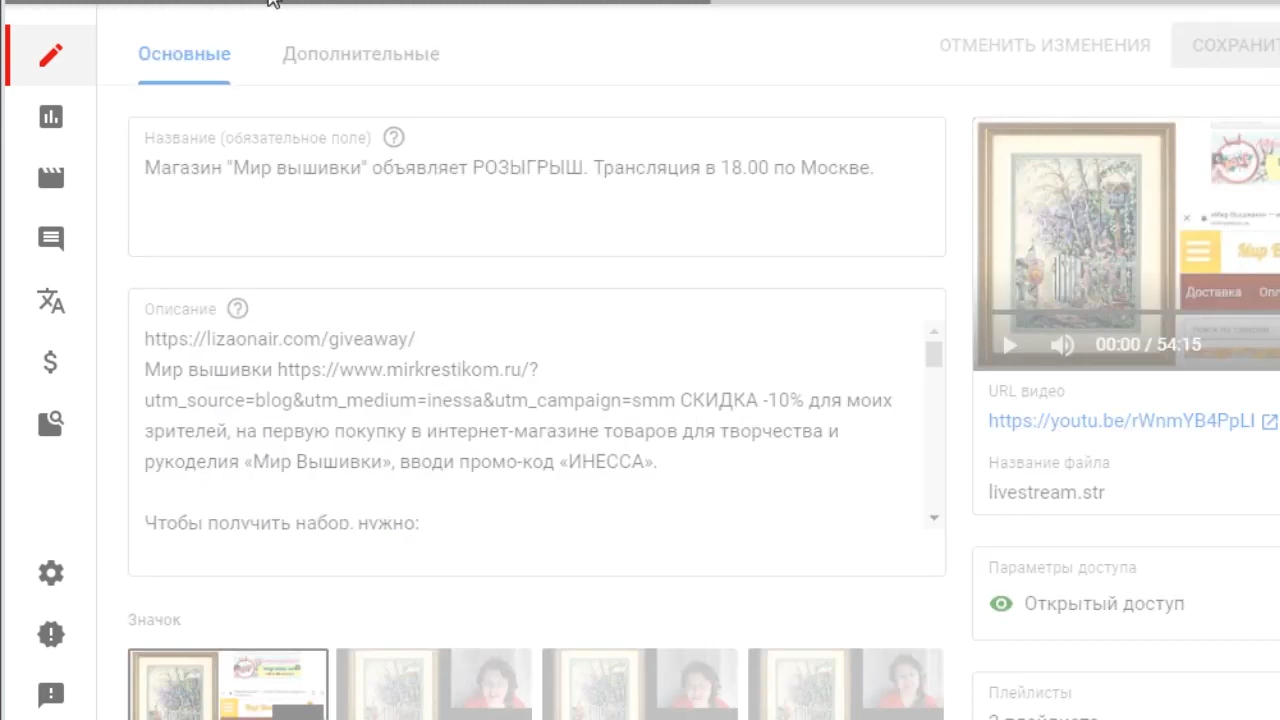 Основные
Дополнительные
ОТМЕНИТЬ ИЗМЕНЕНИЯ
Название (обязательное поле)
Магазин "Мир вышивки" объявляет РОЗЫГРЫШ. Трансляция в 18.00 по Москве.
Описание
https://lizaonair.com/giveaway/
Мир вышивки https://www.mirkrestikom.ru/?
utm_source=blog&utm_medium=inessa&utm_campaign=smm СКИДКА -10% для моих
зрителей, на первую покупку в интернет-магазине товаров для творчества и
рукоделия «Мир Вышивки», вводи промо-код «ИНЕССА».
Чтобы получить набор, нужно:
Значок
Мир
Доставка
00:00 / 54:15
URL видео
https://youtu.be/rWnmYB4PpLI
Название файла
livestream.str
Параметры доступа
Открытый доступ
Плейлисты